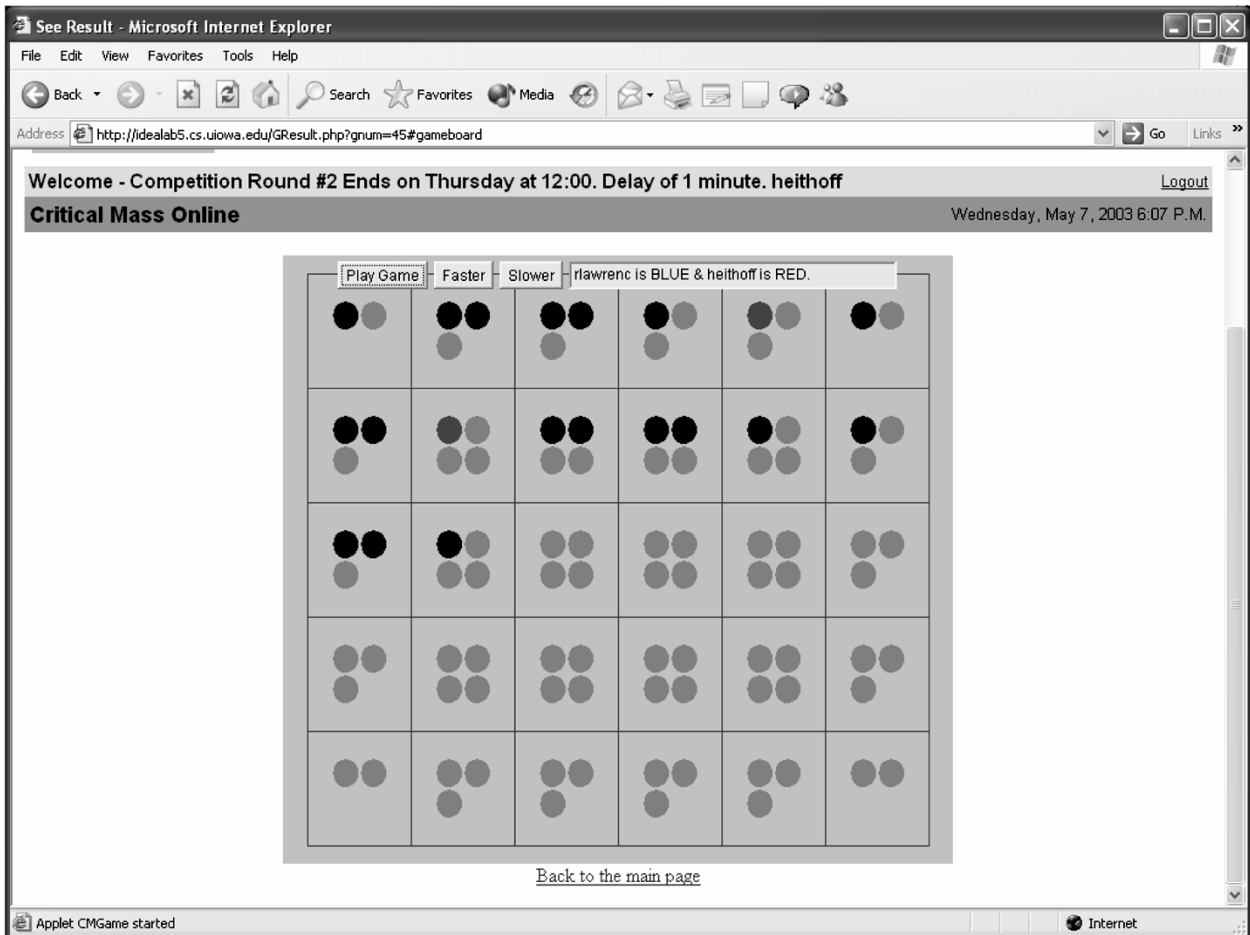 See Result - Microsoft Internet Explorer
File Edit View Favorites Tools Help
Back Search Favorites Media
Address http://idealab5.cs.uiowa.edu/GResult.php?gnum=45#gameboard Go Links »
Welcome - Competition Round #2 Ends on Thursday at 12:00. Delay of 1 minute. heithoff Logout
Critical Mass Online Wednesday, May 7, 2003 6:07 P.M.
Play Game Faster Slower rlawrenc is BLUE & heithoff is RED.
Back to the main page
Applet CMGame started Internet